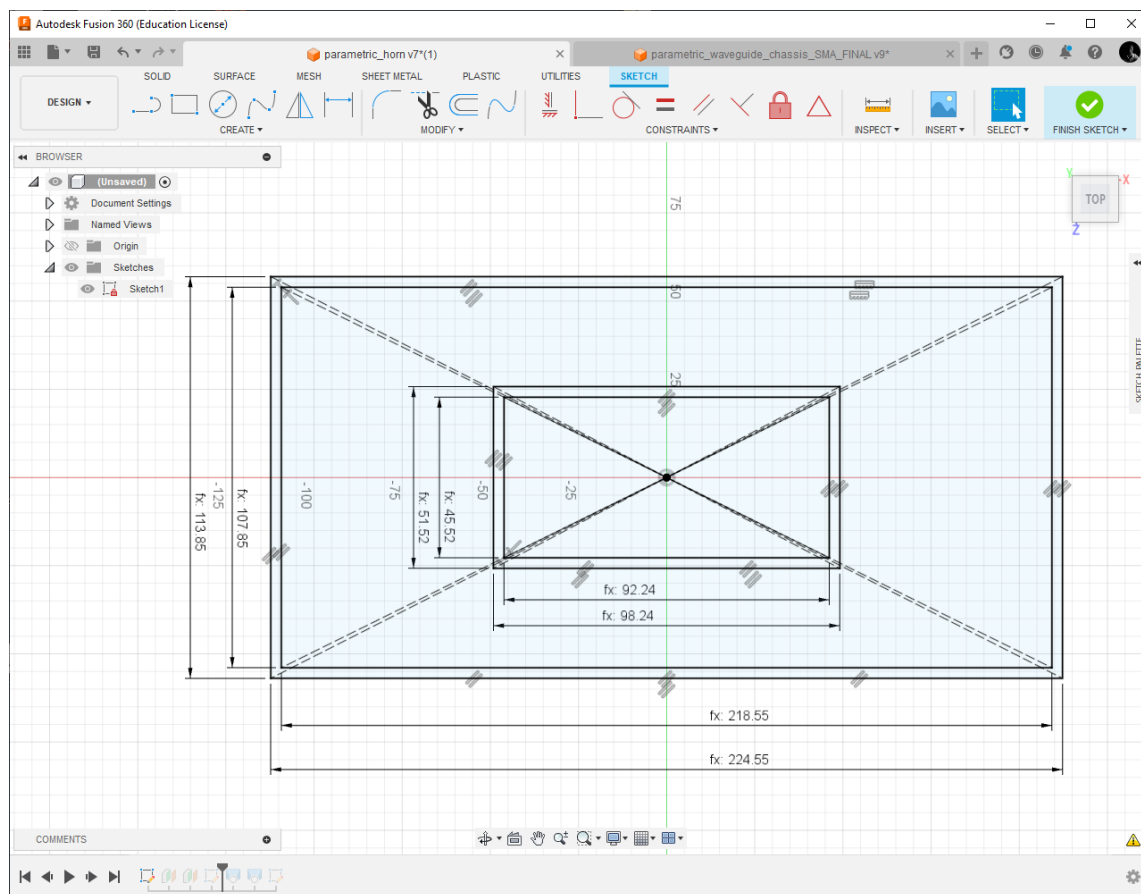 Autodesk Fusion 360 (Education License)
parametric_horn v7*(1)
parametric_waveguide_chassis_SMA_FINAL v9*
SOLID
SURFACE
MESH
SHEET METAL
PLASTIC
UTILITIES
SKETCH
DESIGN
CREATE
MODIFY
CONSTRAINTS
INSPECT
INSERT
SELECT
FINISH SKETCH
BROWSER
(Unsaved)
Document Settings
Named Views
Origin
Sketches
Sketch1
TOP
X
Y
Z
SKETCH PALETTE
75
50
25
-125
-100
-75
-50
-25
fx: 113.85
fx: 107.85
fx: 51.52
fx: 45.52
fx: 92.24
fx: 98.24
fx: 218.55
fx: 224.55
COMMENTS